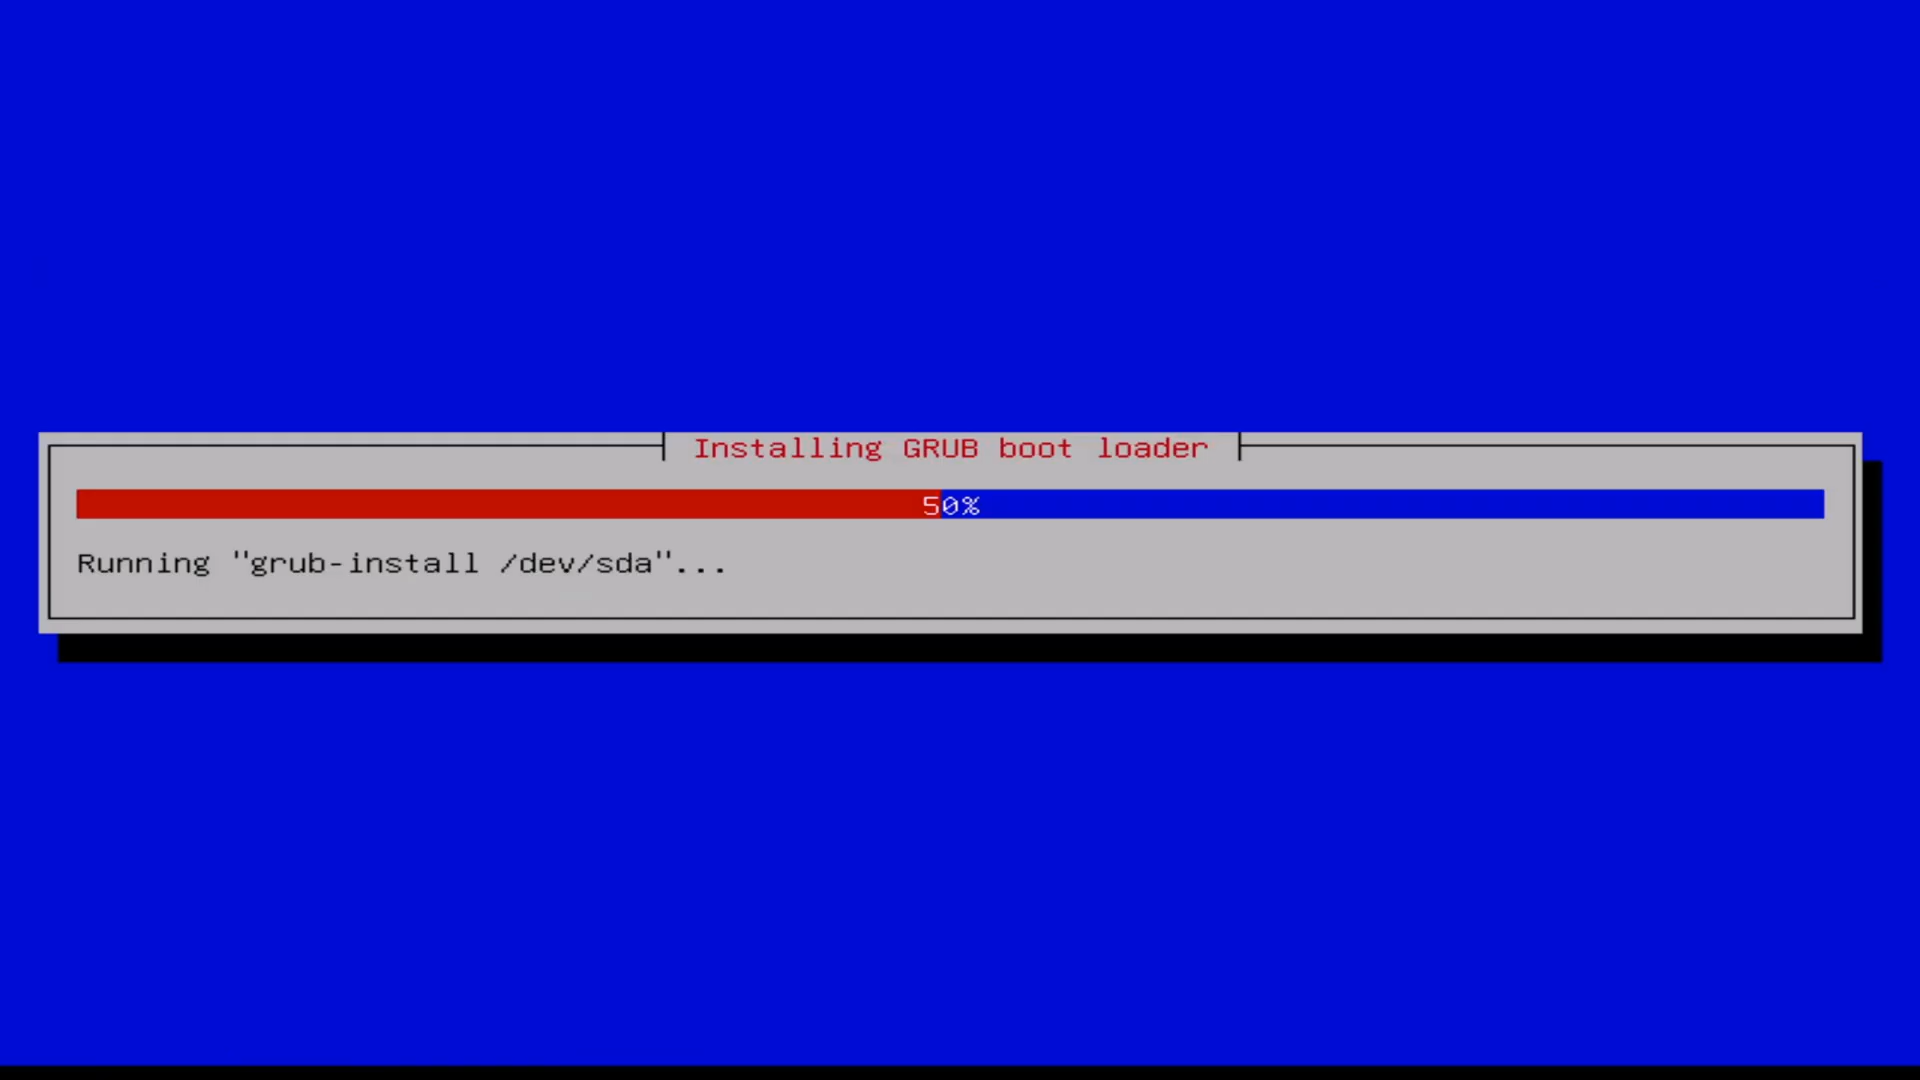 Installing GRUB boot loader
50%
Running "grub-install /dev/sda"...